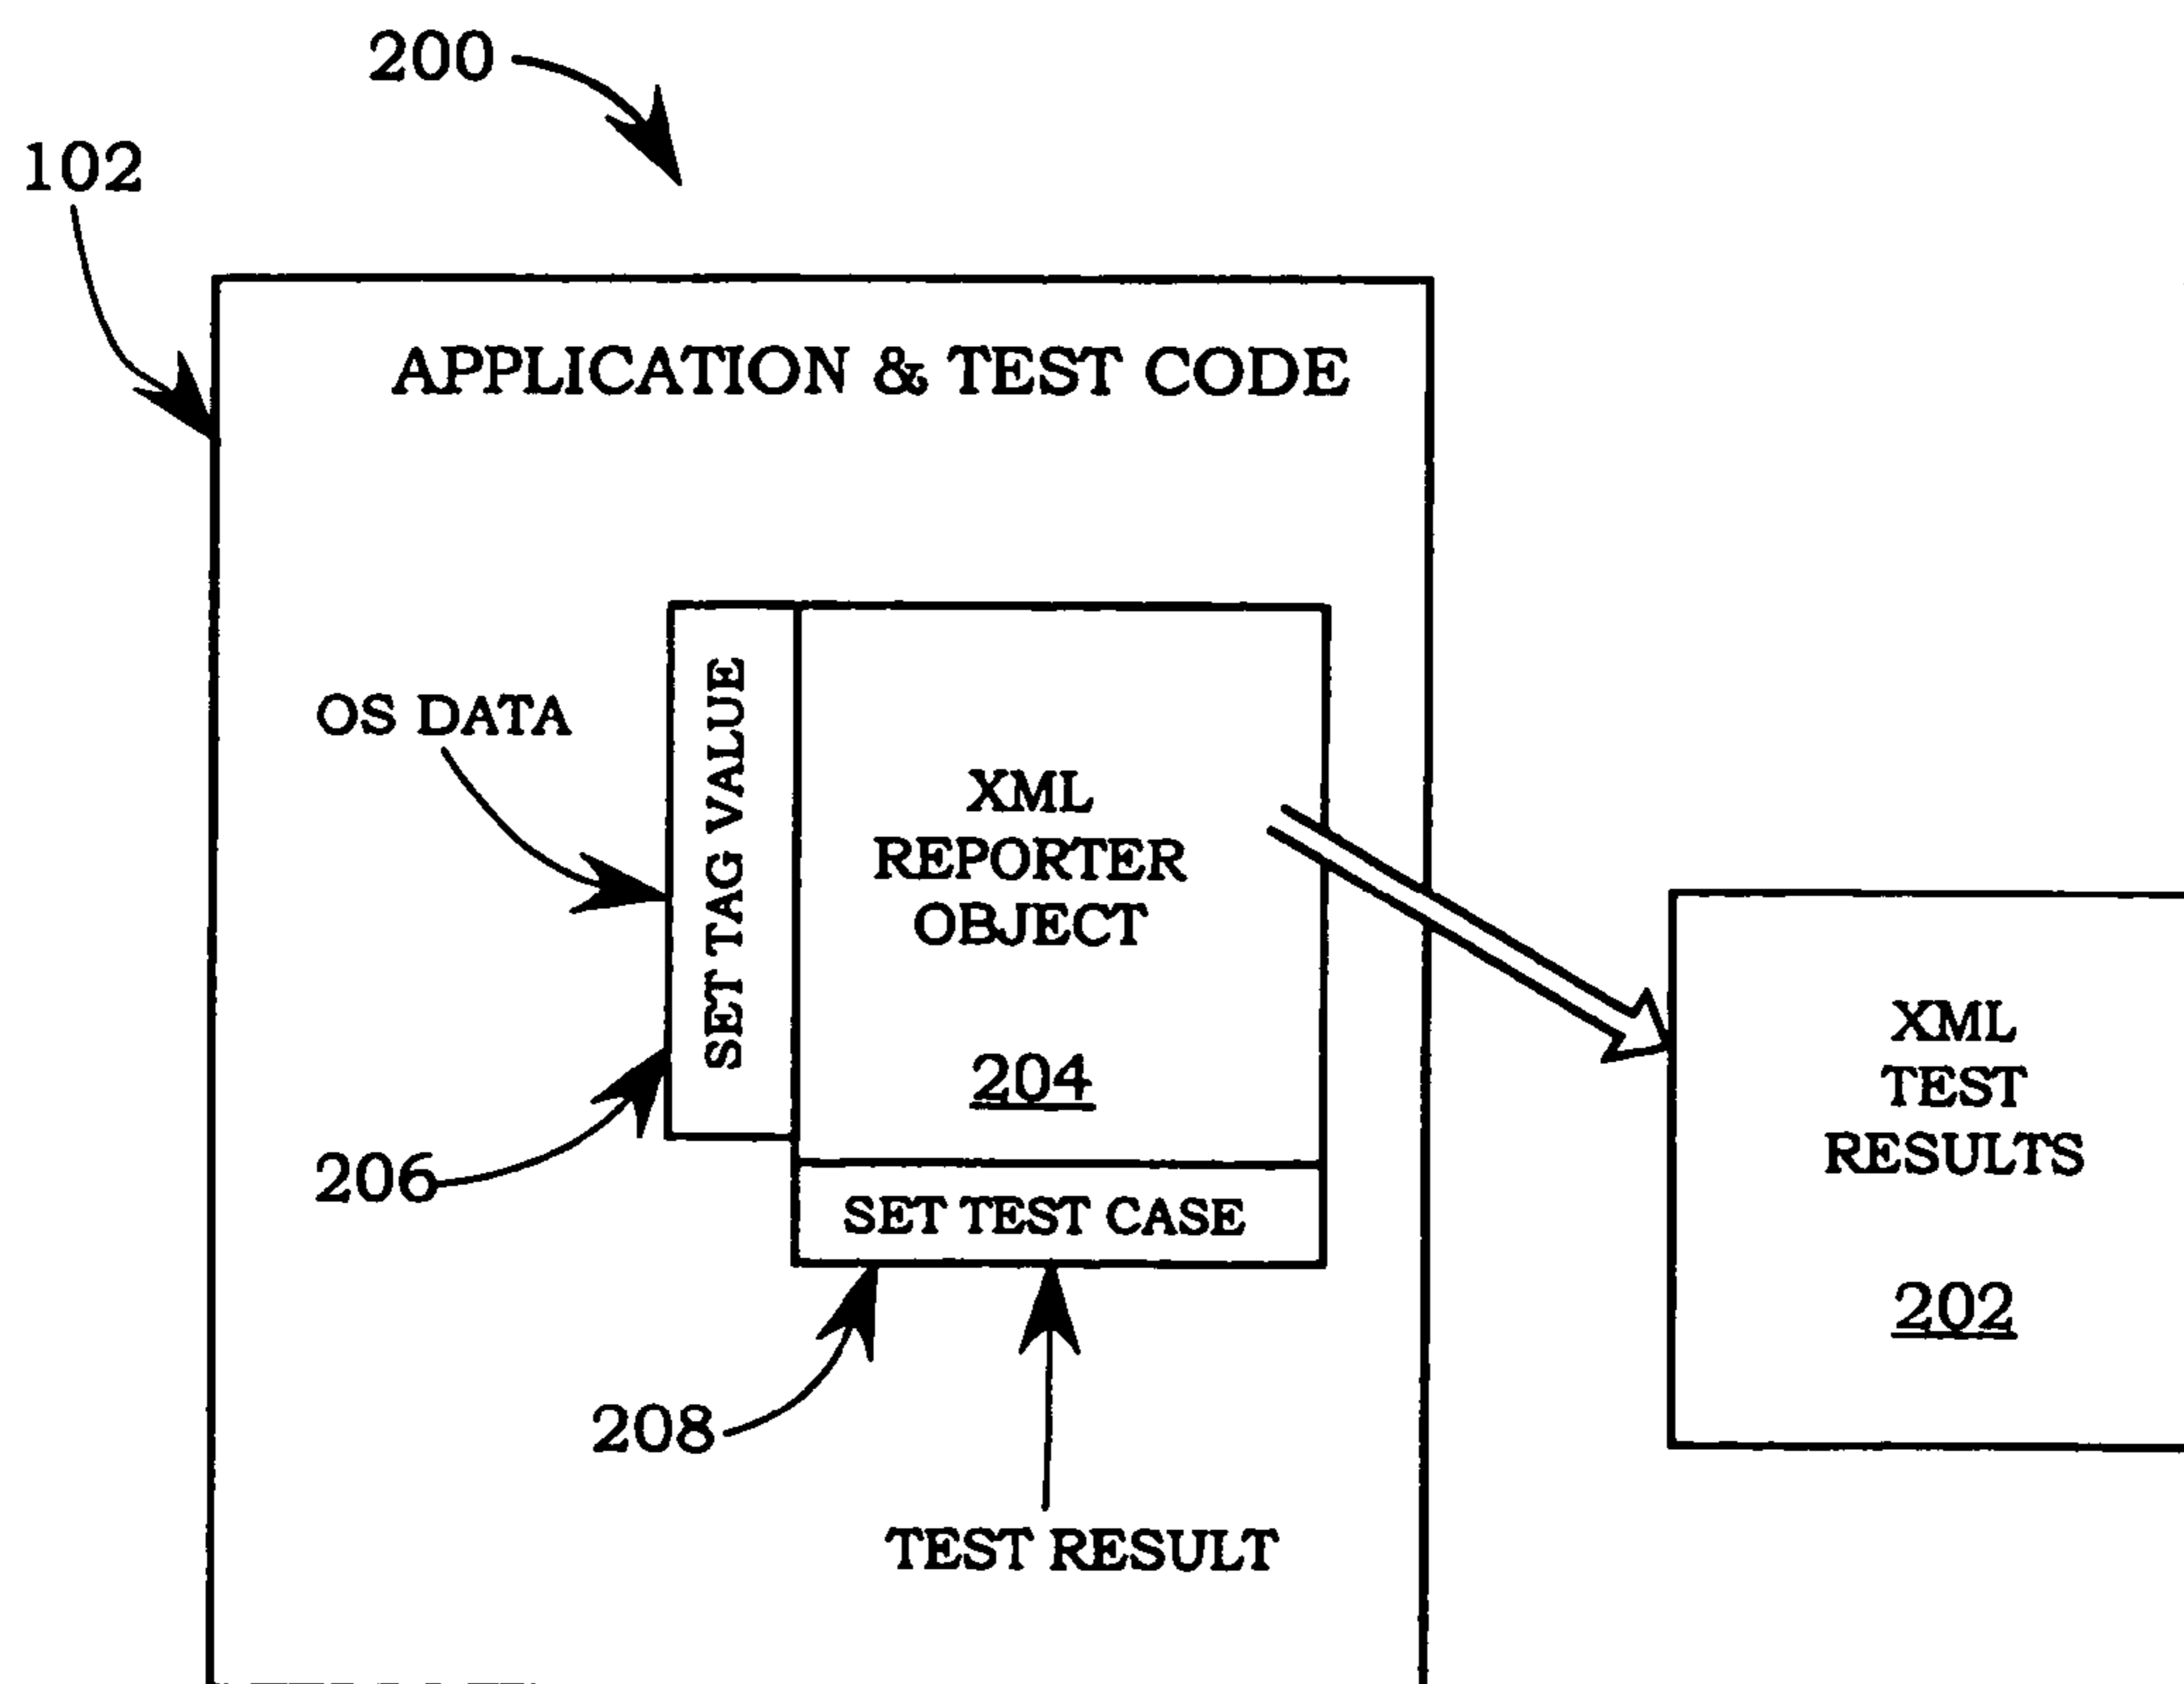 200
102
APPLICATION & TEST CODE
OS DATA
SET TAG VALUE
XML
REPORTER
OBJECT
204
206
SET TEST CASE
208
TEST RESULT
XML
TEST
RESULTS
202